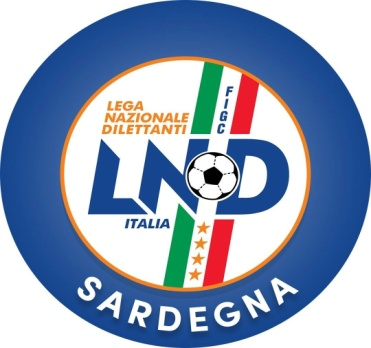 LEGA
NAZIONALE
DILETTANTI
FIGC
LND
ITALIA
SARDEGNA